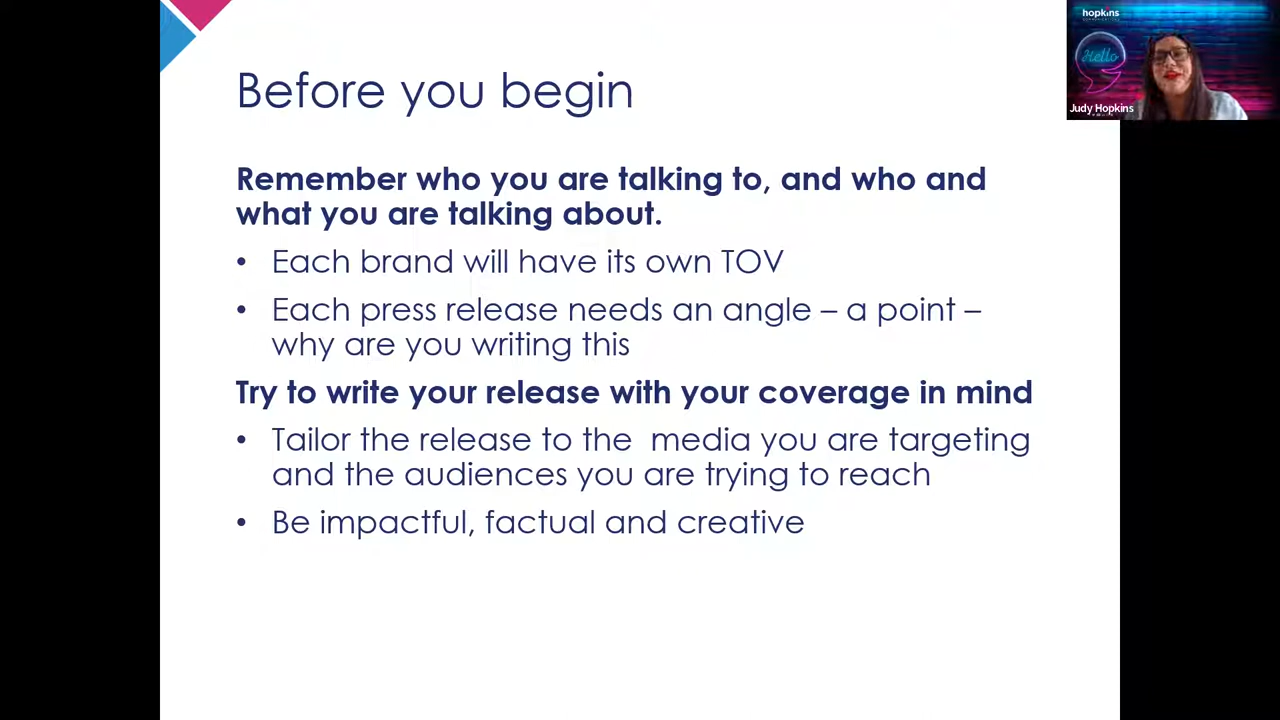 Before you begin
Remember who you are talking to, and who and
what you are talking about.
• Each brand will have its own TOV
• Each press release needs an angle – a point –
why are you writing this
Try to write your release with your coverage in mind
• Tailor the release to the  media you are targeting
and the audiences you are trying to reach
• Be impactful, factual and creative
hopkins
Hello
Judy Hopkins